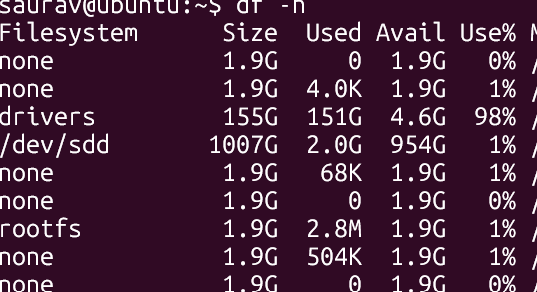 saurav@ubuntu:~$ df -h
Filesystem Size Used Avail Use% M
none 1.9G 0 1.9G 0% /
none 1.9G 4.0K 1.9G 1% /
drivers 155G 151G 4.6G 98% /
/dev/sdd 1007G 2.0G 954G 1% /
none 1.9G 68K 1.9G 1% /
none 1.9G 0 1.9G 0% /
rootfs 1.9G 2.8M 1.9G 1% /
none 1.9G 504K 1.9G 1% /
none 1.9G 0 1.9G 0% /